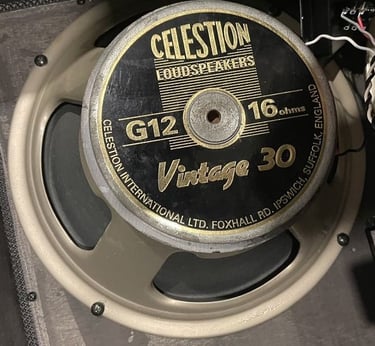 CELESTION
LOUDSPEAKERS
G12 16 ohms
Vintage 30
CELESTION INTERNATIONAL LTD. FOXHALL RD. IPSWICH, SUFFOLK, ENGLAND